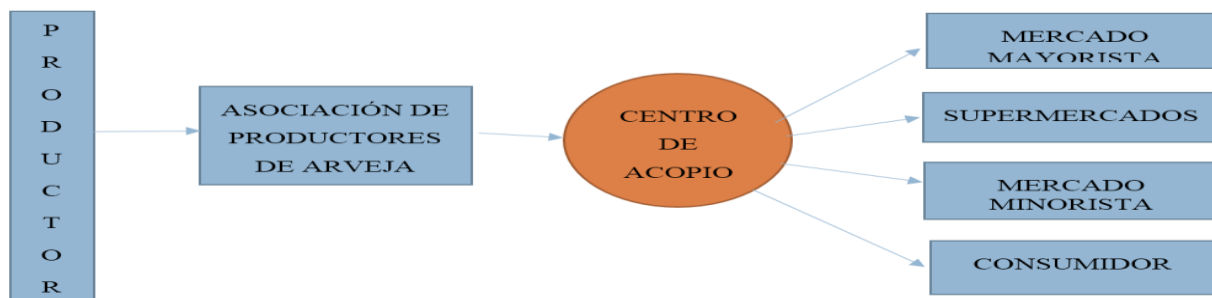 P
R
O
D
U
C
T
O
R
ASOCIACIÓN DE
PRODUCTORES
DE ARVEJA
CENTRO
DE
ACOPIO
MERCADO
MAYORISTA
SUPERMERCADOS
MERCADO
MINORISTA
CONSUMIDOR